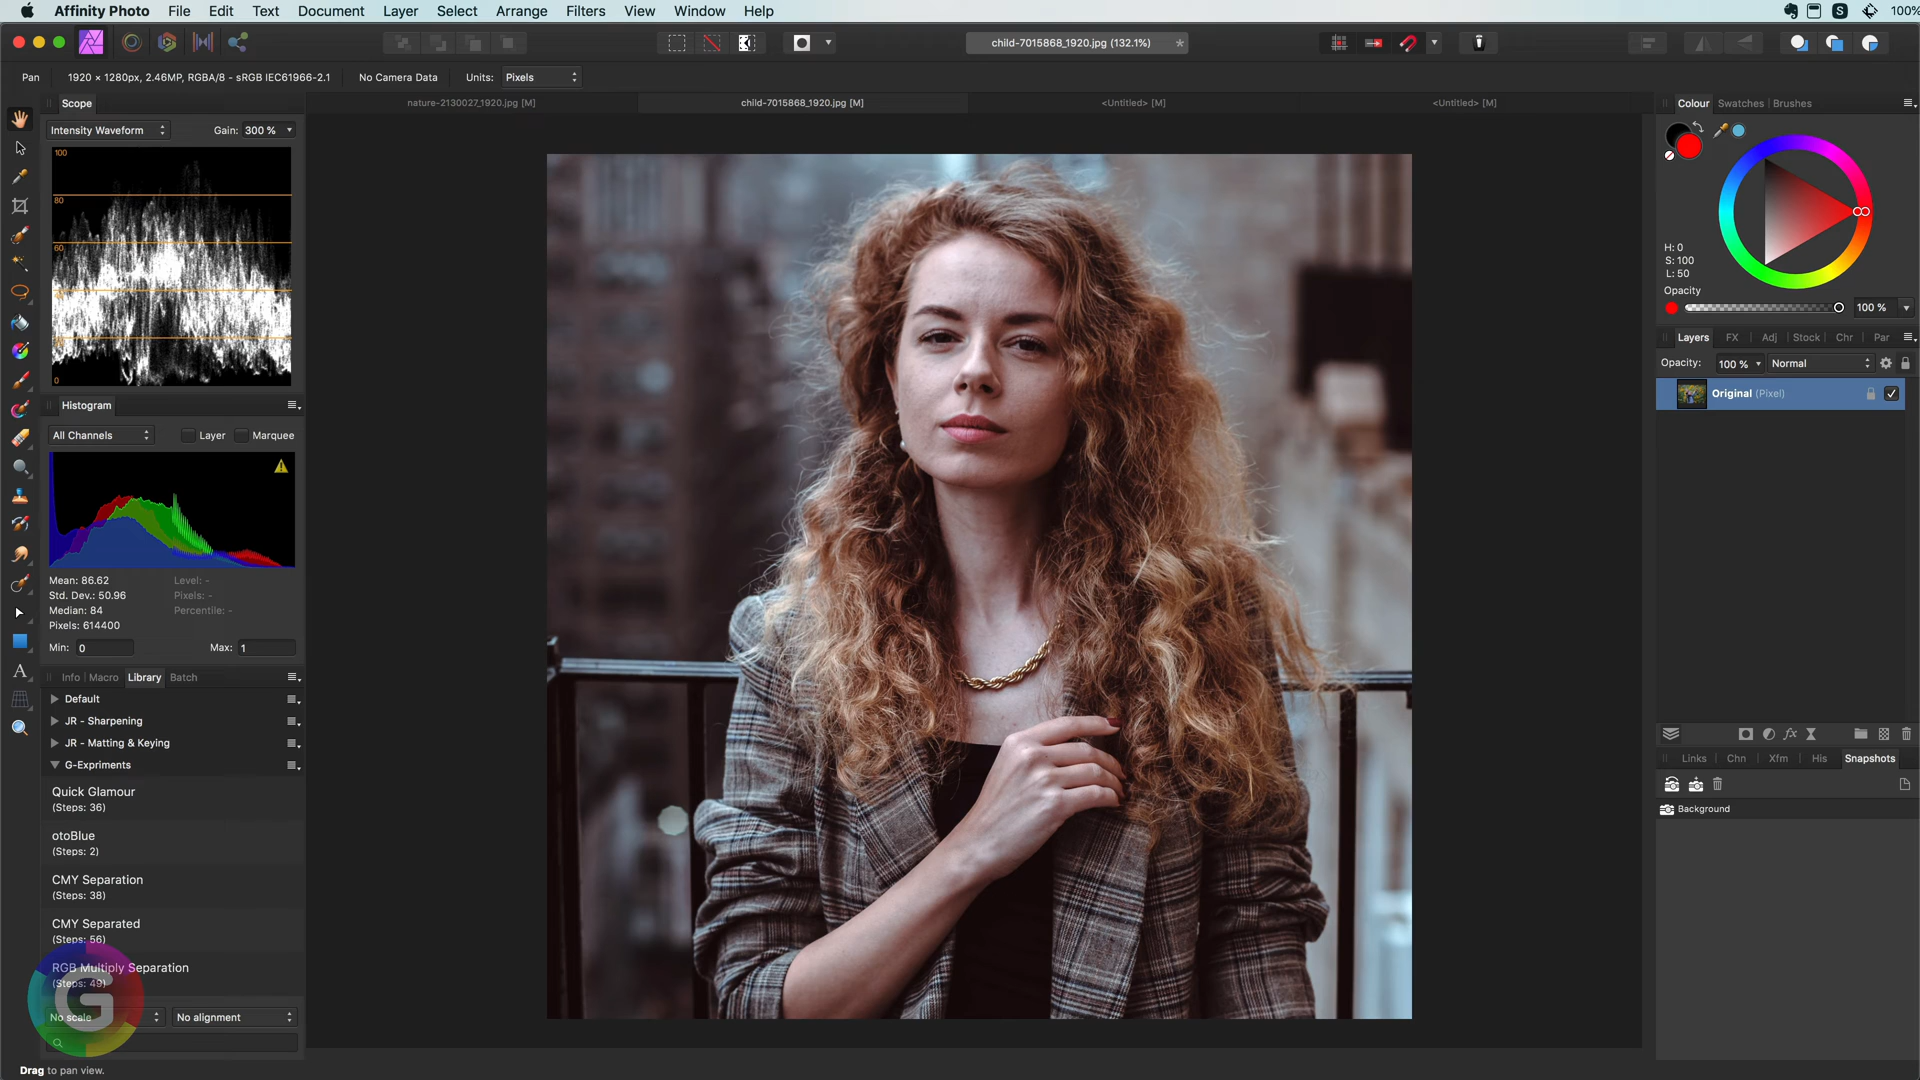 Affinity Photo File Edit Text Document Layer Select Arrange Filters View Window Help 100%
child-7015868_1920.jpg (132.1%) *
Pan 1920 × 1280px, 2.46MP, RGBA/8 - sRGB IEC61966-2.1 No Camera Data Units: Pixels
nature-2130027_1920.jpg [M] child-7015868_1920.jpg [M] <Untitled> [M] <Untitled> [M]
Scope
Intensity Waveform Gain: 300 %
100
80
60
0
Histogram
All Channels Layer Marquee
Mean: 86.62 Level: -
Std. Dev.: 50.96 Pixels: -
Median: 84 Percentile: -
Pixels: 614400
Min: 0 Max: 1
Info Macro Library Batch
Default
JR - Sharpening
JR - Matting & Keying
G-Expriments
Quick Glamour
(Steps: 36)
otoBlue
(Steps: 2)
CMY Separation
(Steps: 38)
CMY Separated
(Steps: 56)
RGB Multiply Separation
(Steps: 49)
G
No scale No alignment
Drag to pan view.
Colour Swatches Brushes
H: 0
S: 100
L: 50
Opacity
100 %
Layers FX Adj Stock Chr Par
Opacity: 100 % Normal
Original (Pixel)
Links Chn Xfm His Snapshots
Background